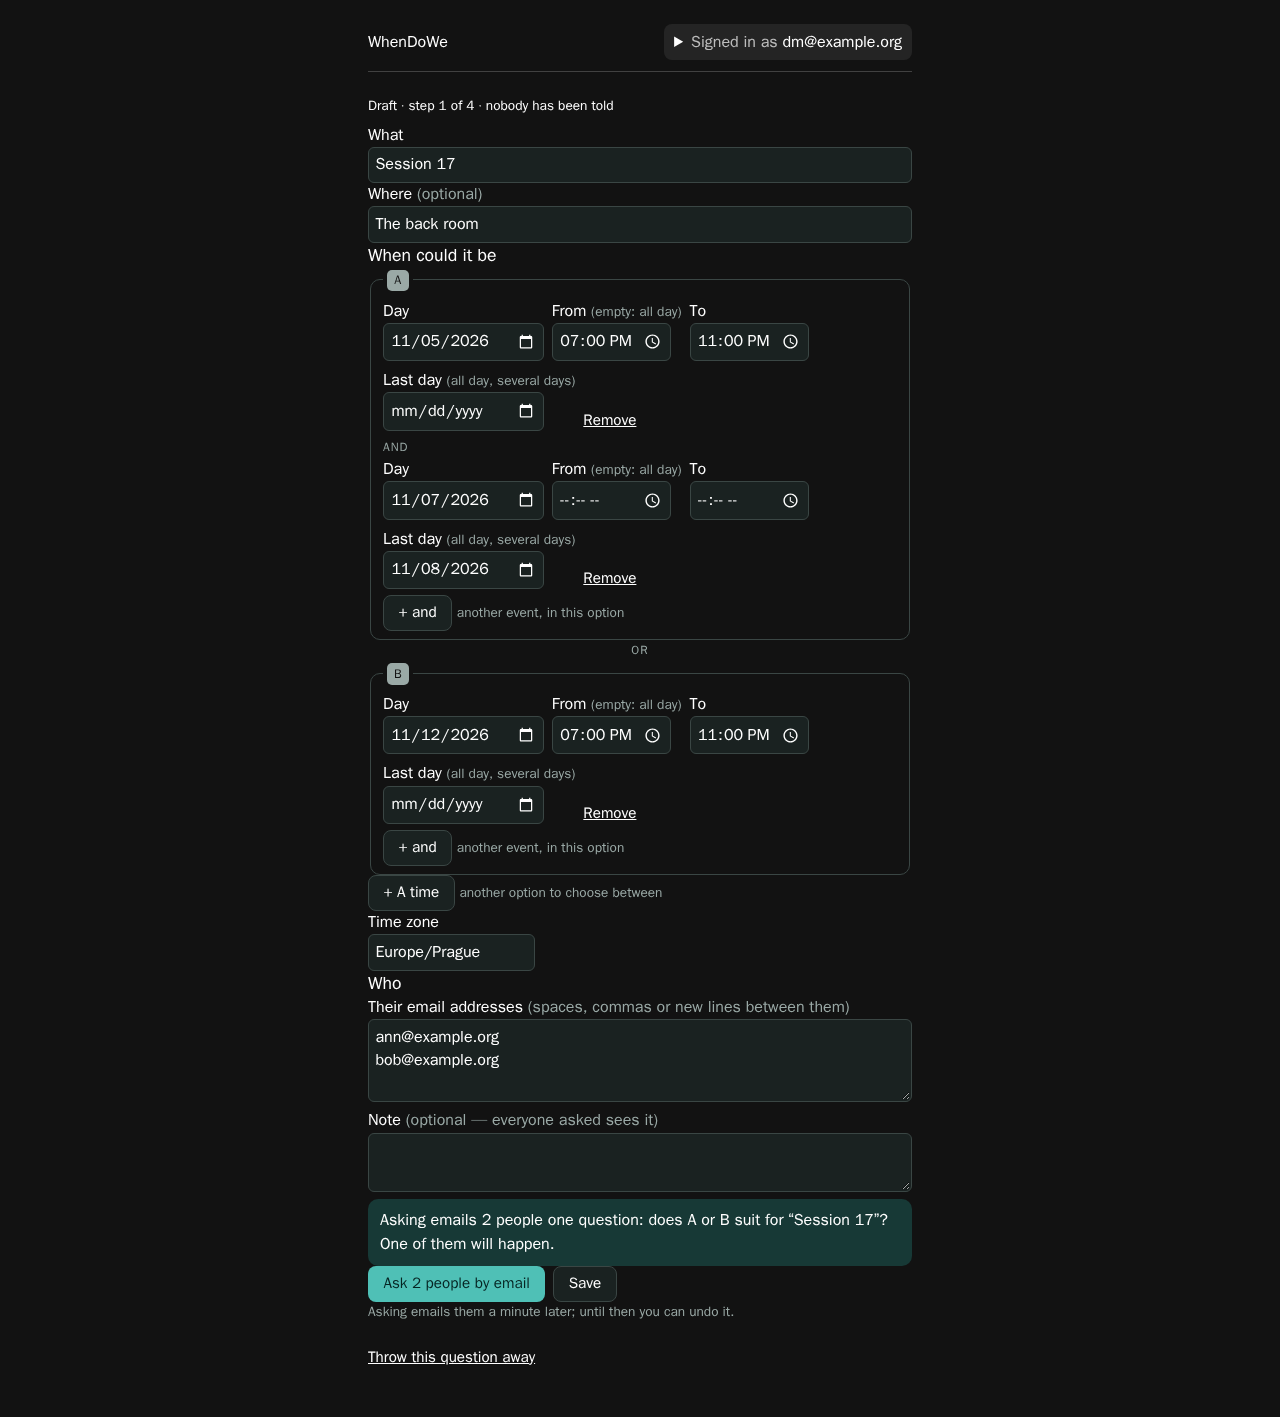 WhenDoWe
Signed in as dm@example.org
Draft · step 1 of 4 · nobody has been told
What
Session 17
Where (optional)
The back room
When could it be
A
Day From (empty: all day) To
11/05/2026 07:00 PM 11:00 PM
Last day (all day, several days)
mm/dd/yyyy Remove
AND
Day From (empty: all day) To
11/07/2026 --:-- -- --:-- --
Last day (all day, several days)
11/08/2026 Remove
+ and another event, in this option
OR
B
Day From (empty: all day) To
11/12/2026 07:00 PM 11:00 PM
Last day (all day, several days)
mm/dd/yyyy Remove
+ and another event, in this option
+ A time another option to choose between
Time zone
Europe/Prague
Who
Their email addresses (spaces, commas or new lines between them)
ann@example.org
bob@example.org
Note (optional — everyone asked sees it)
Asking emails 2 people one question: does A or B suit for “Session 17”?
One of them will happen.
Ask 2 people by email Save
Asking emails them a minute later; until then you can undo it.
Throw this question away